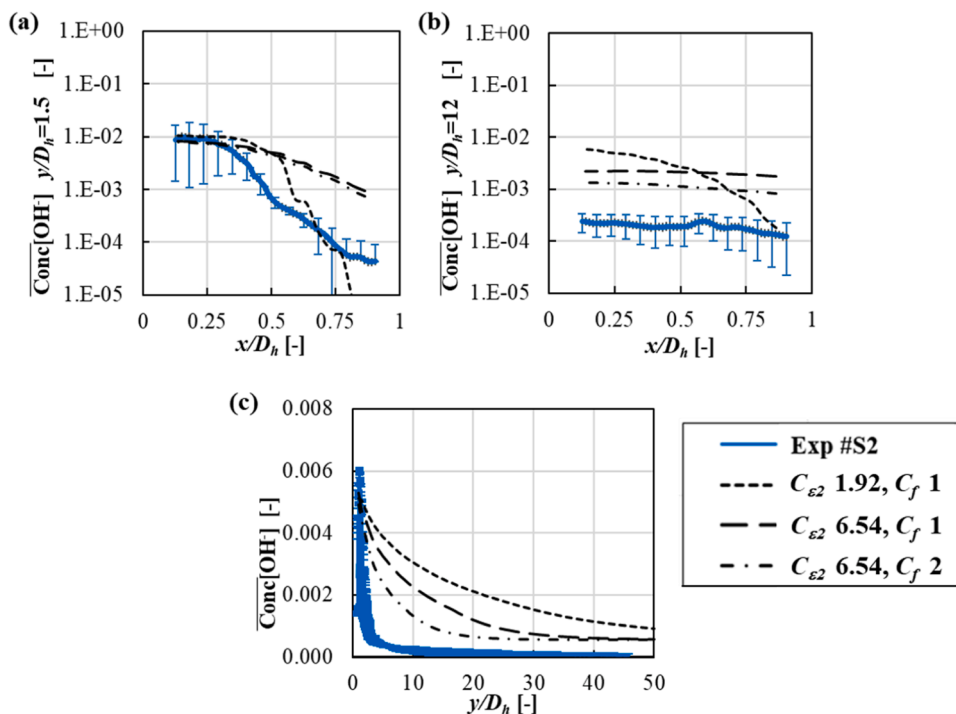 (a)
Conc[OH-] y/Dh=1.5 [-]
1.E+00
1.E-01
1.E-02
1.E-03
1.E-04
1.E-05
0 0.25 0.5 0.75 1
x/Dh [-]
(b)
Conc[OH-] y/Dh=12 [-]
1.E+00
1.E-01
1.E-02
1.E-03
1.E-04
1.E-05
0 0.25 0.5 0.75 1
x/Dh [-]
(c)
Conc[OH-] [-]
0.008
0.006
0.004
0.002
0.000
0 10 20 30 40 50
y/Dh [-]
Exp #S2
Cε2 1.92, Cf 1
Cε2 6.54, Cf 1
Cε2 6.54, Cf 2